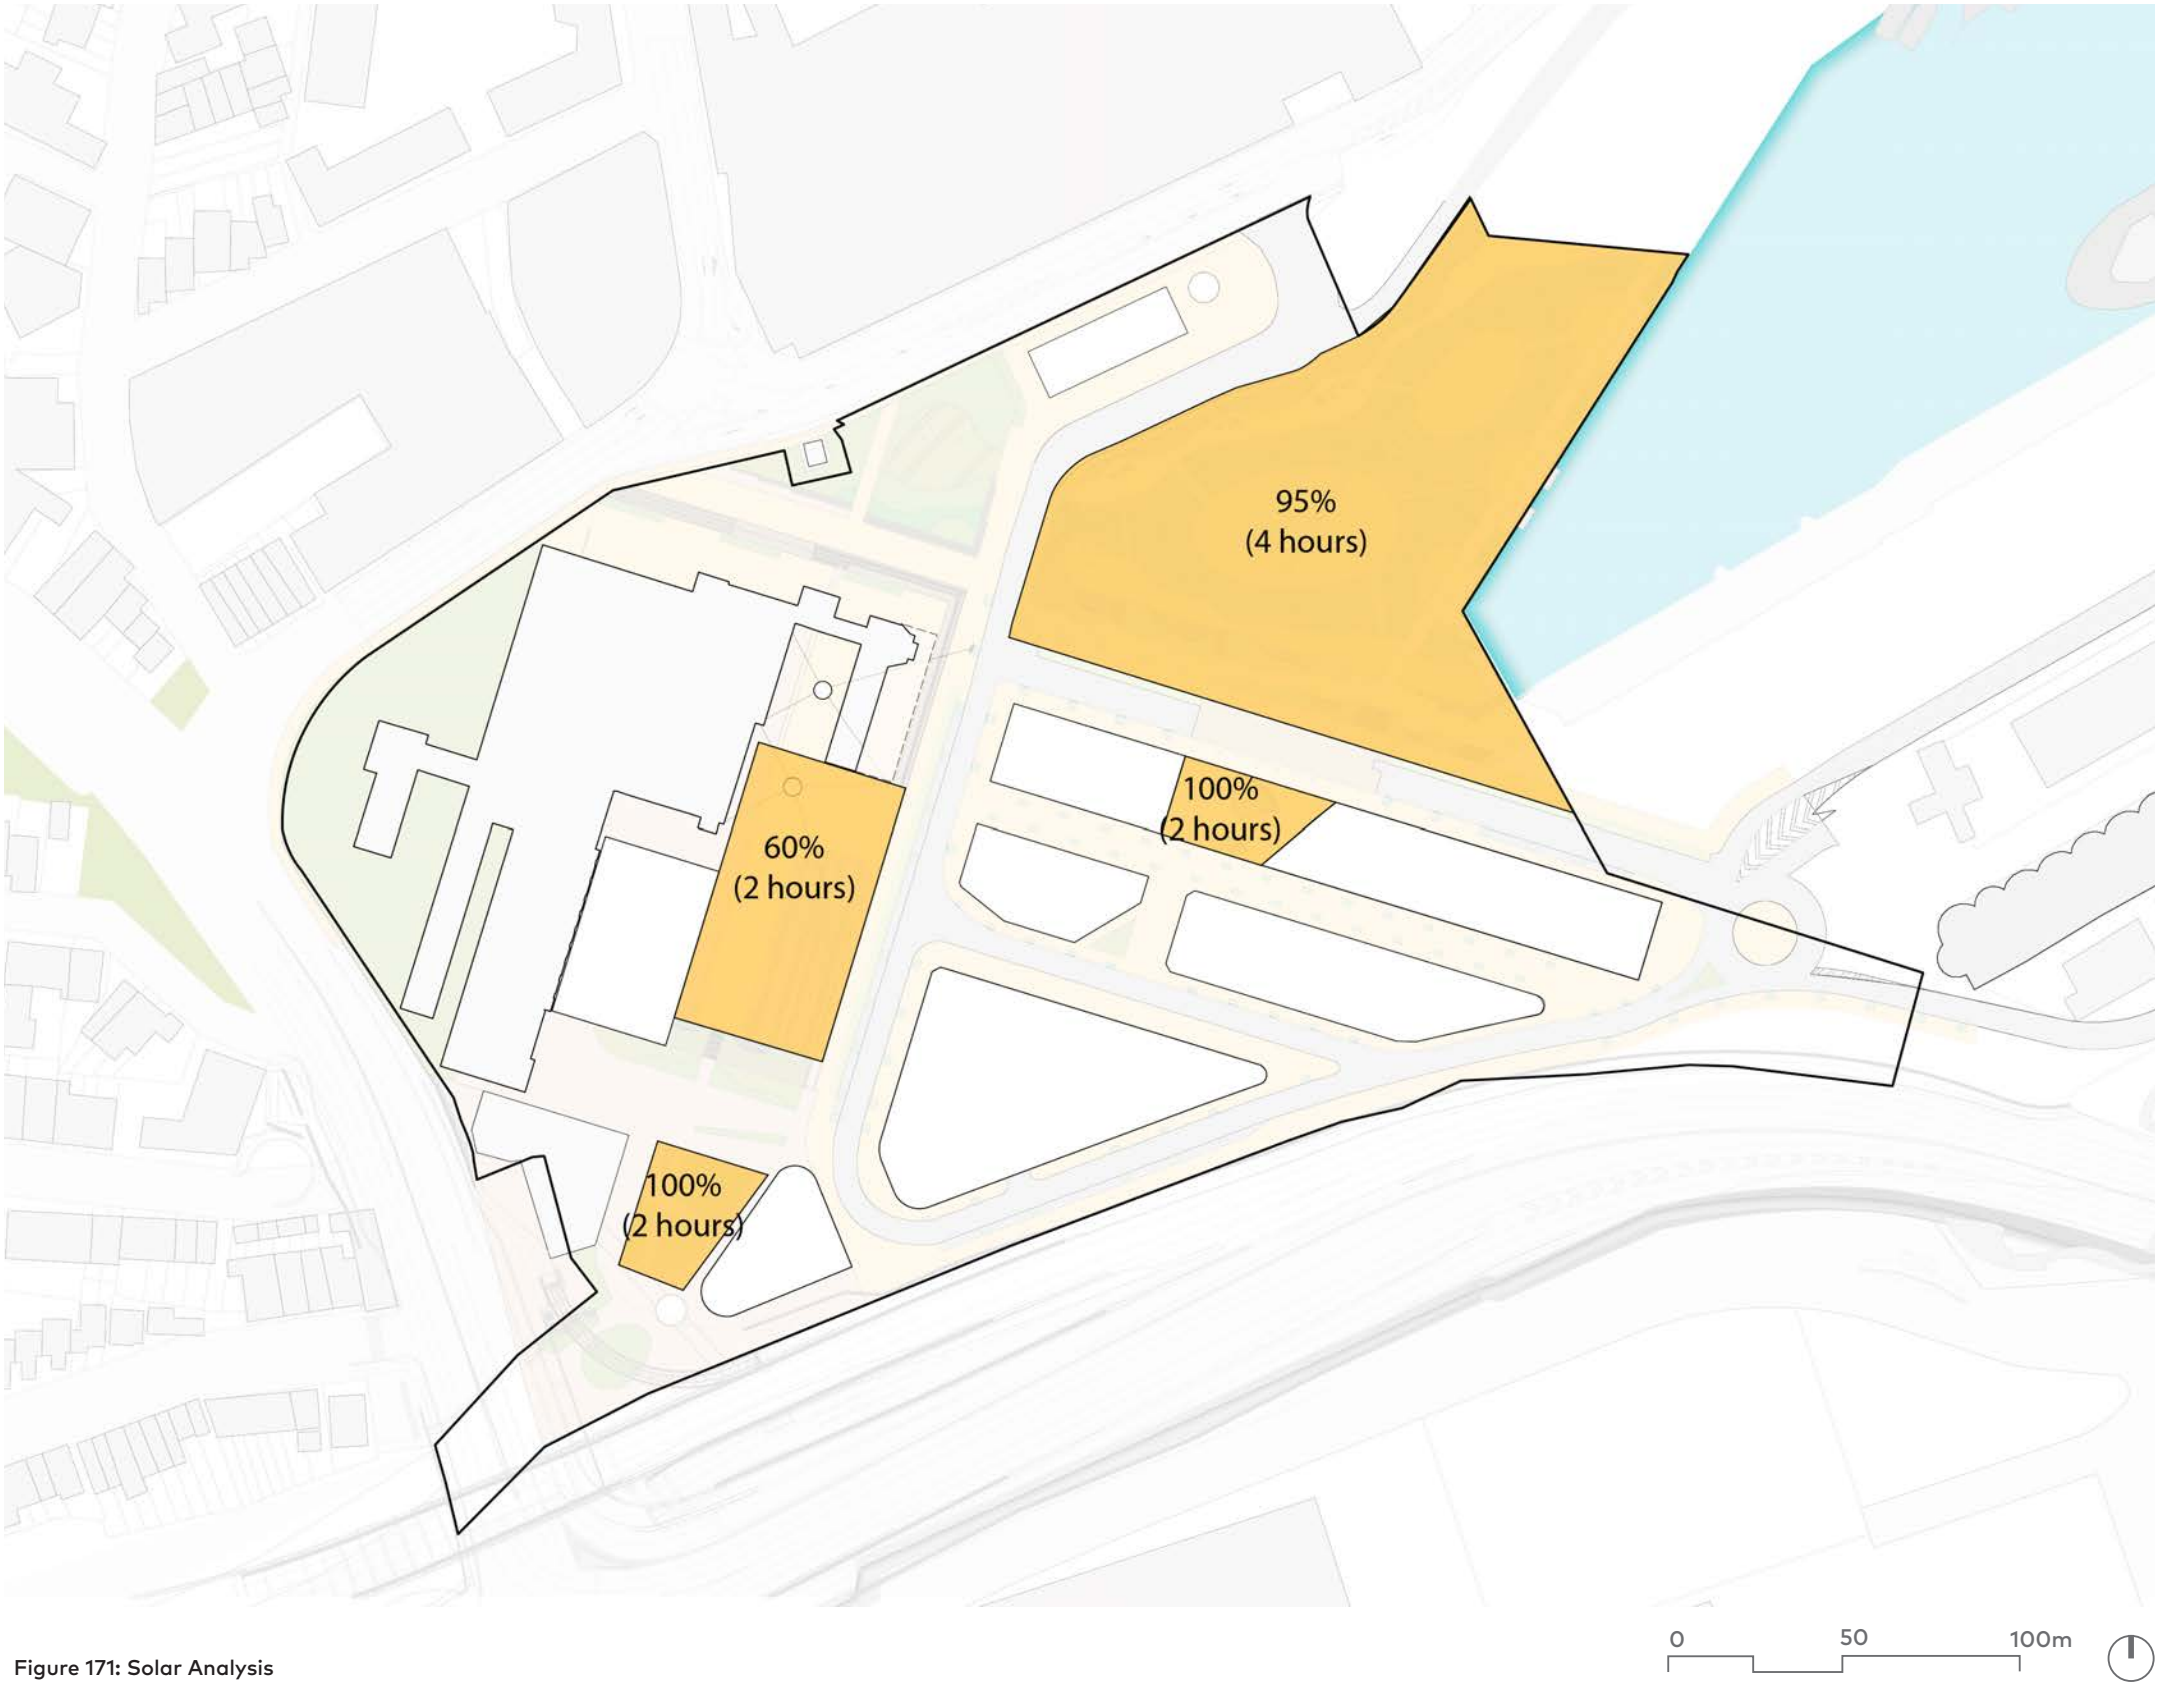 95%
(4 hours)
100%
(2 hours)
60%
(2 hours)
100%
(2 hours)
0 50 100m
Figure 171: Solar Analysis